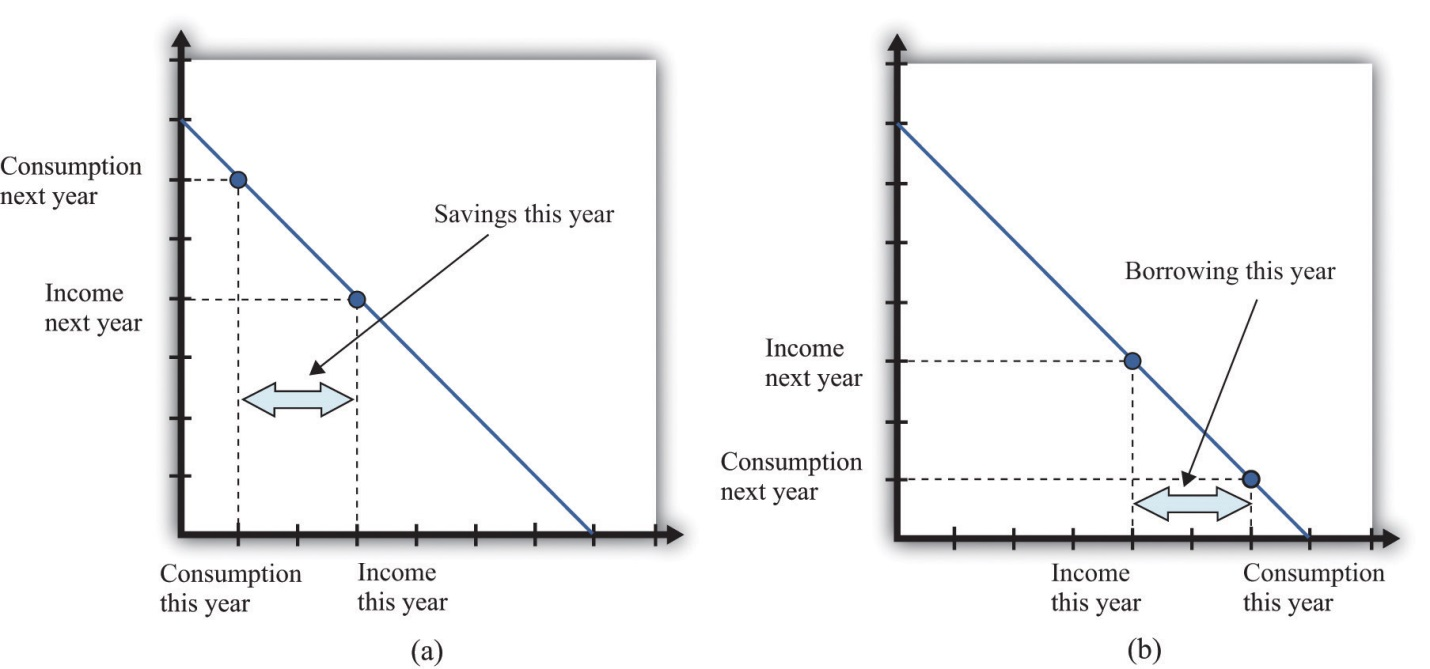 Consumption
next year
Savings this year
Income
next year
Consumption
this year
Income
this year
(a)
Borrowing this year
Income
next year
Consumption
next year
Income
this year
Consumption
this year
(b)